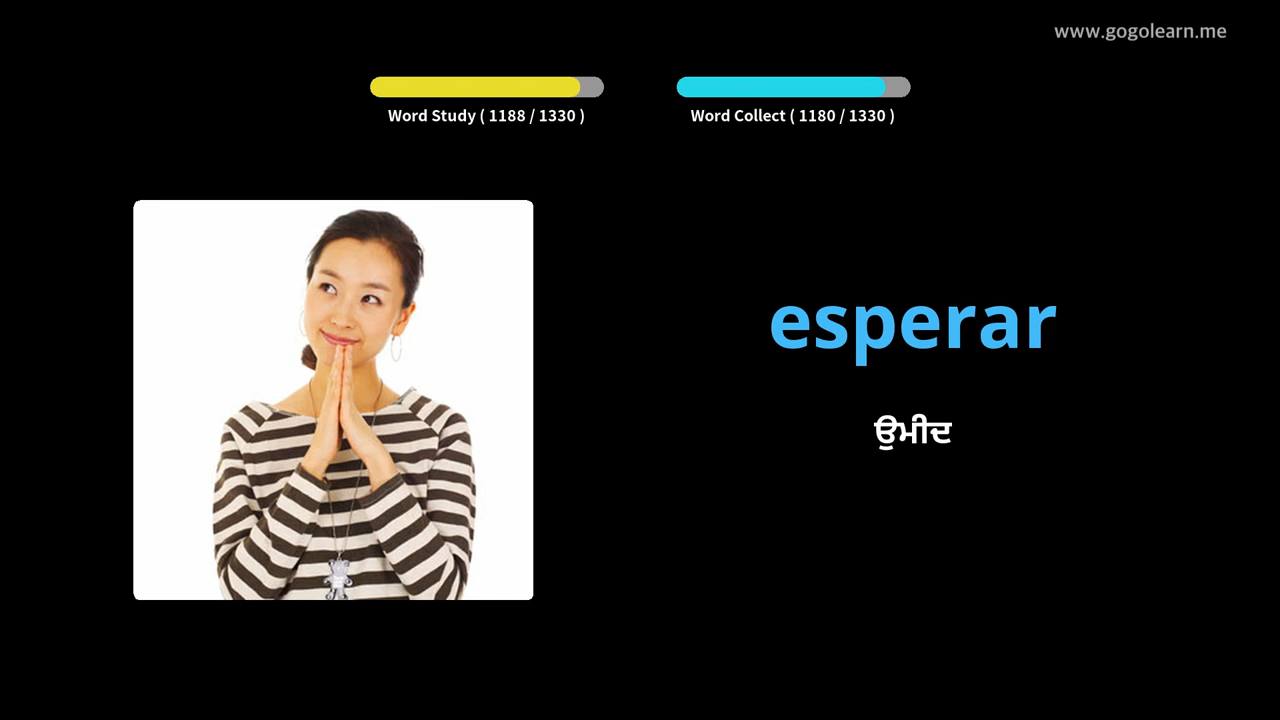 www.gogolearn.me
Word Study ( 1188 / 1330 )
Word Collect ( 1180 / 1330 )
esperar
ਉਮੀਦ